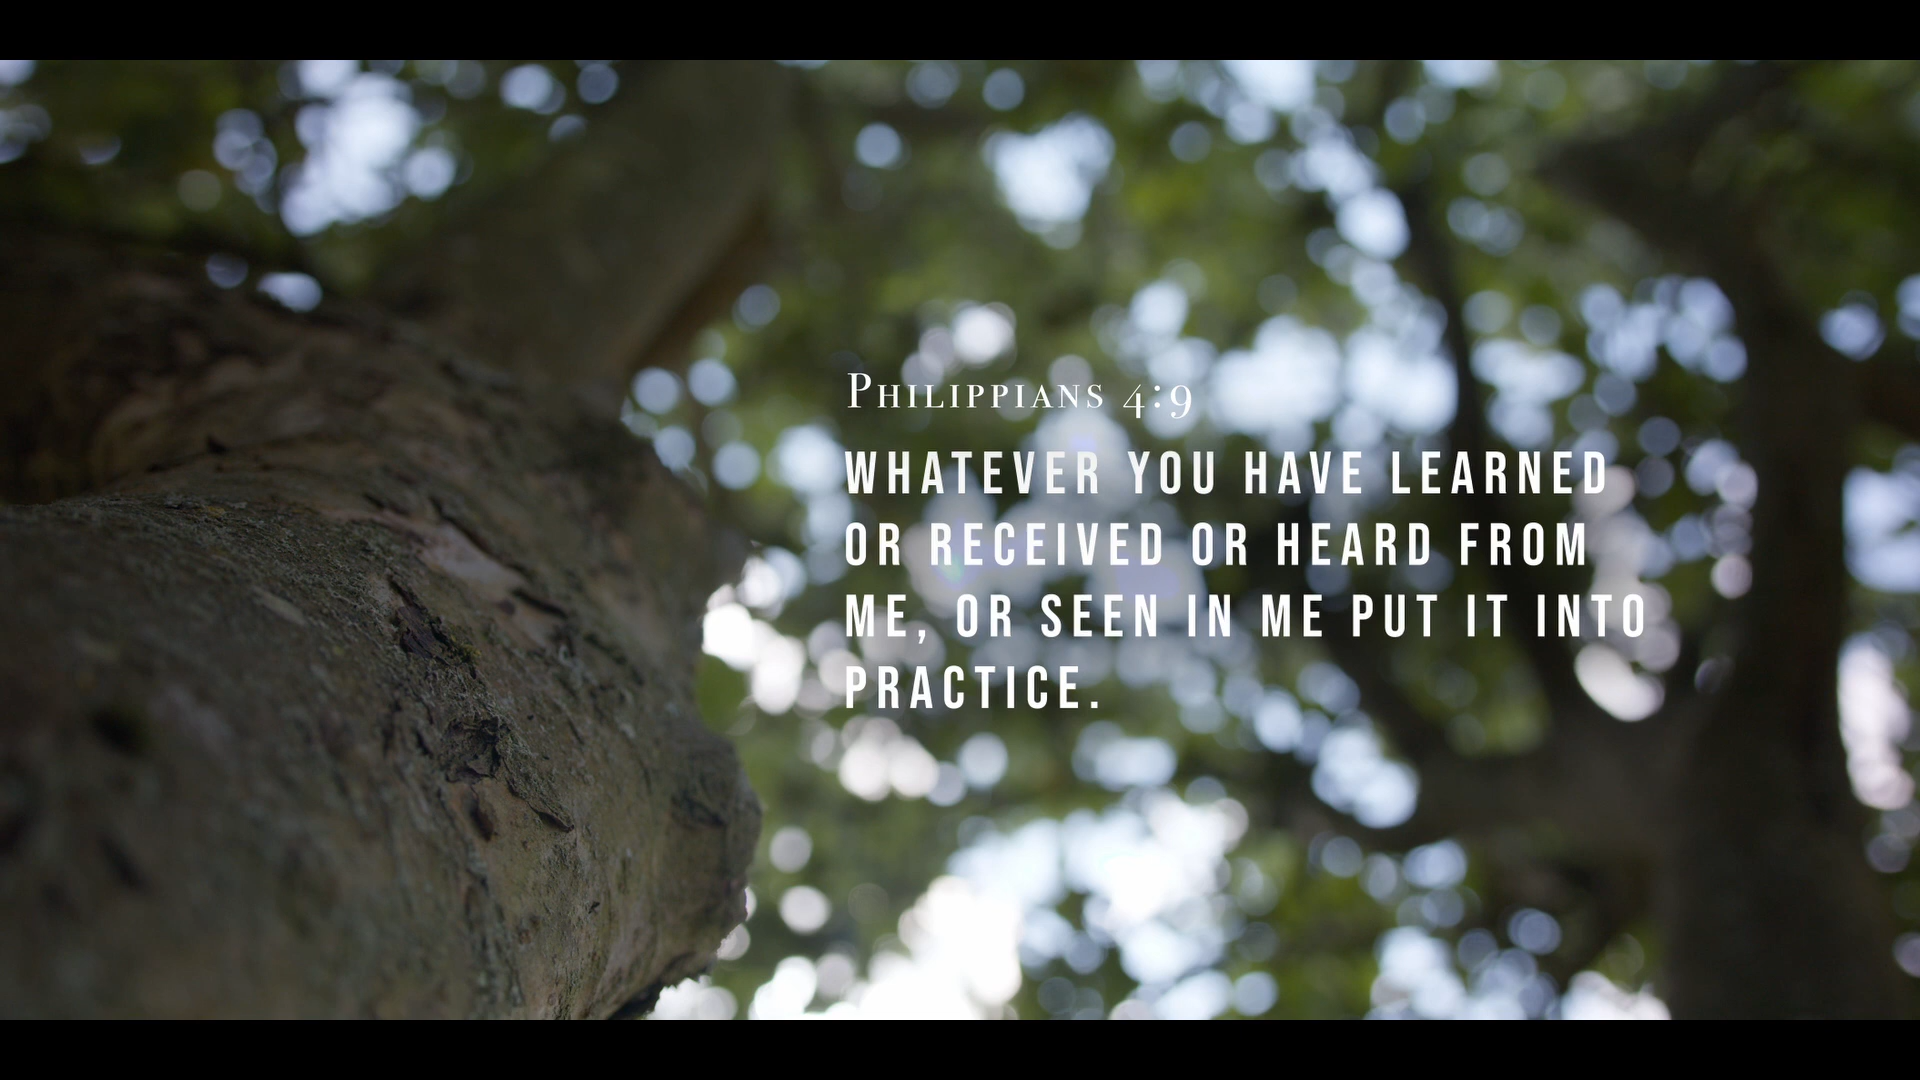 Philippians 4:9
WHATEVER YOU HAVE LEARNED
OR RECEIVED OR HEARD FROM
ME, OR SEEN IN ME PUT IT INTO
PRACTICE.